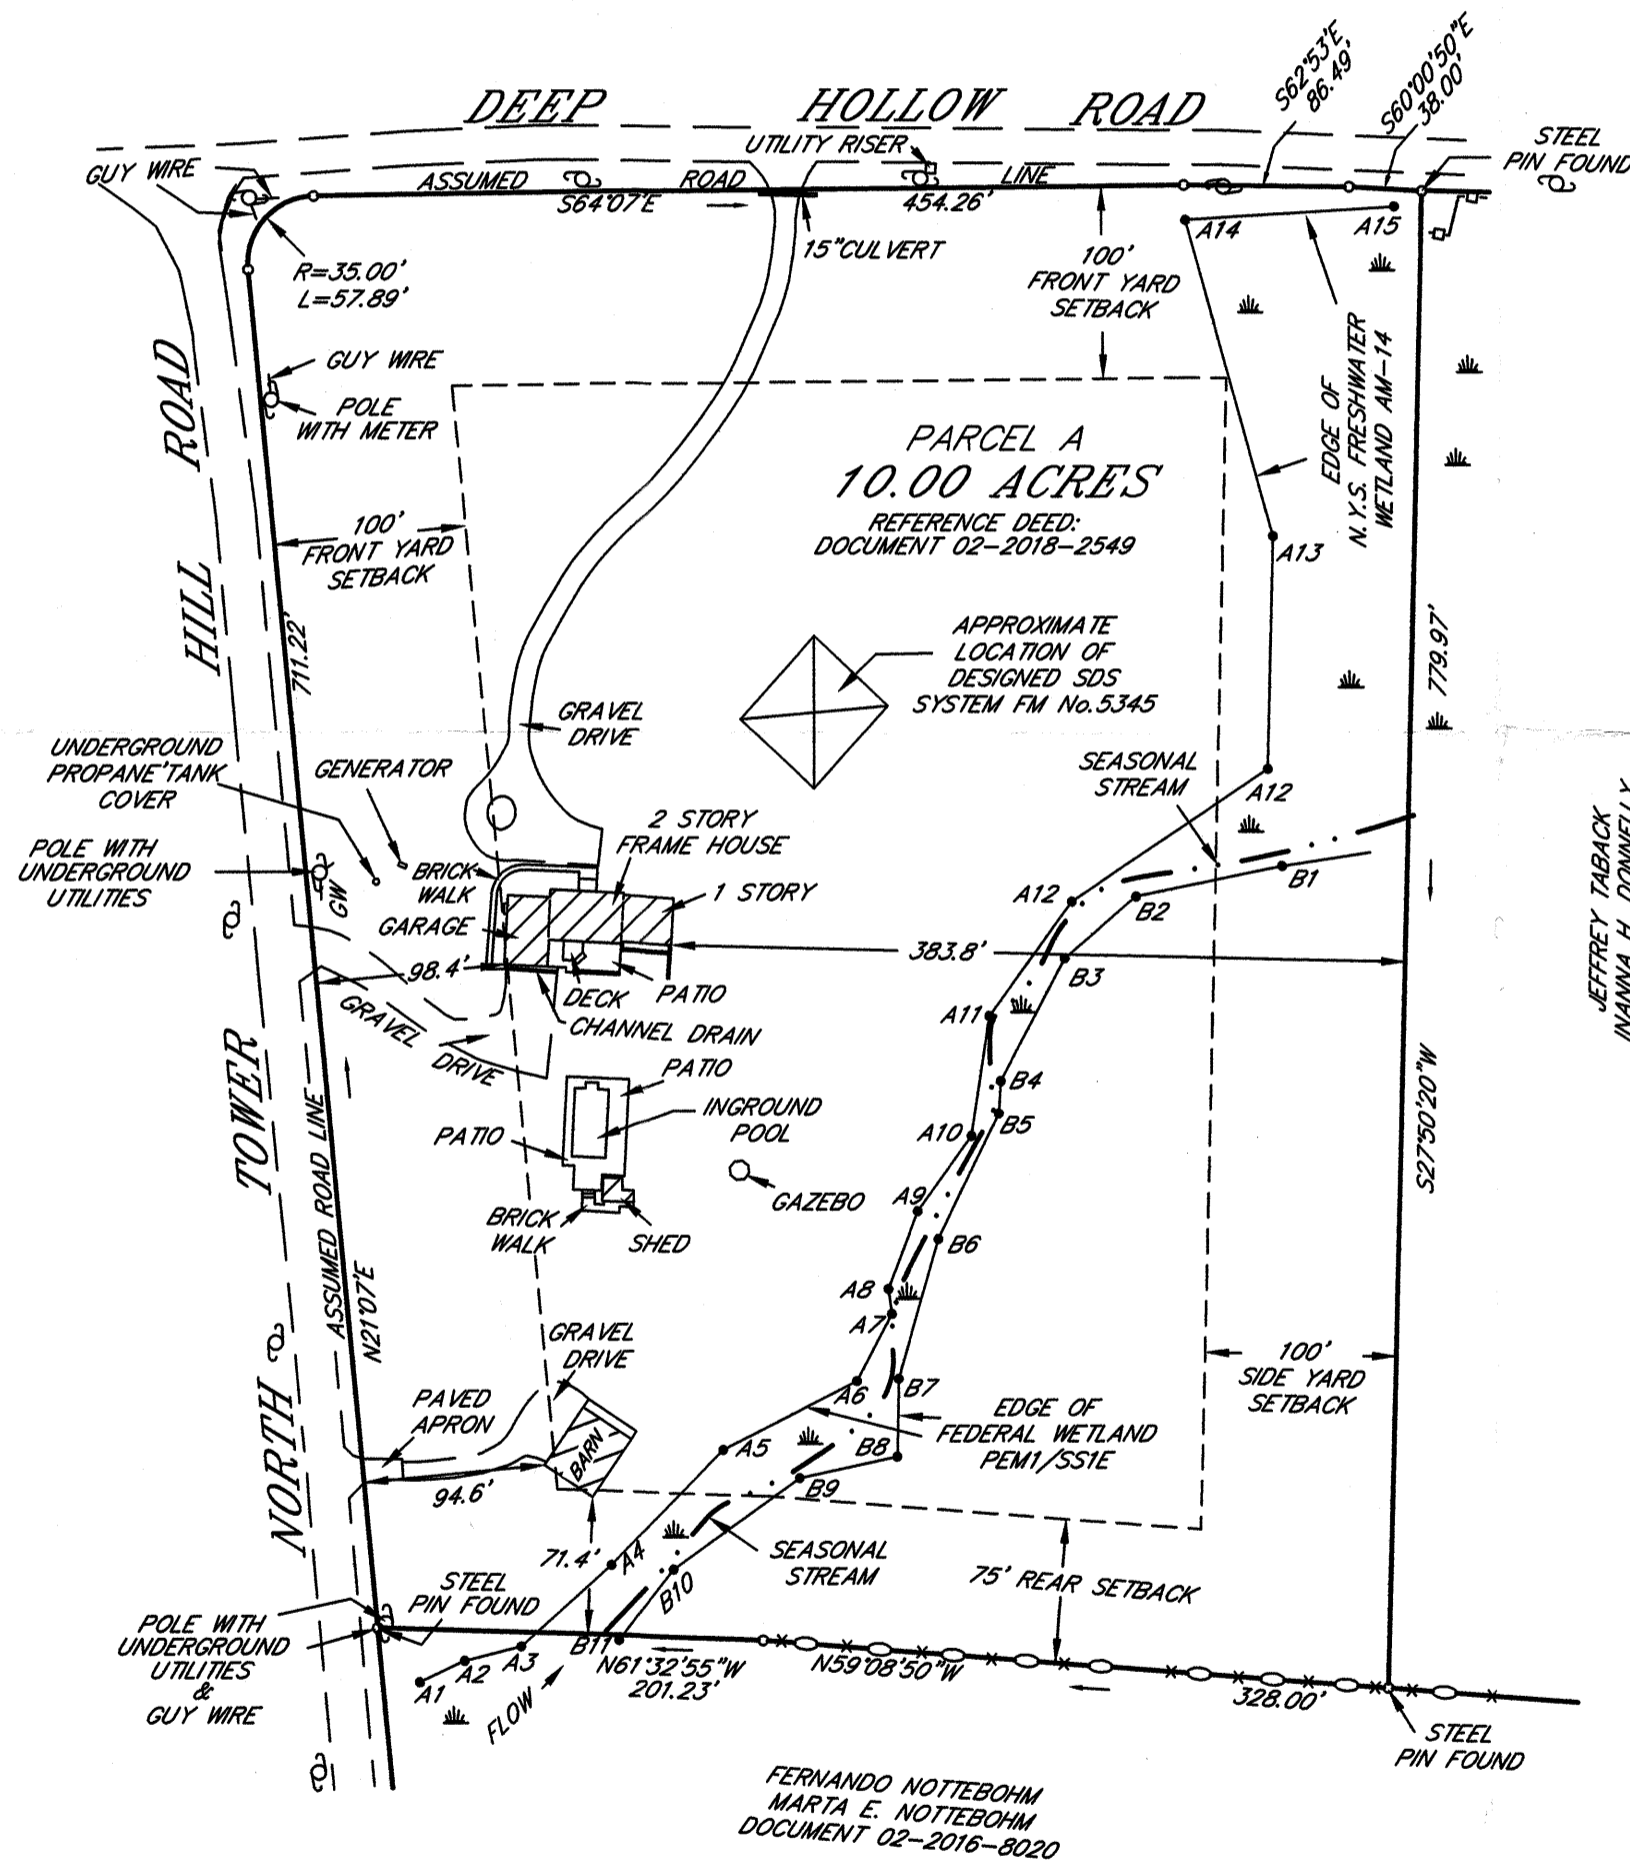 DEEP HOLLOW ROAD
S62°53'E
86.49'
S60°00'50"E
38.00'
STEEL
PIN FOUND
UTILITY RISER
GUY WIRE
ASSUMED ROAD LINE
S64°07'E
454.26'
15"CULVERT
R=35.00'
L=57.89'
100'
FRONT YARD
SETBACK
A14
A15
GUY WIRE
POLE
WITH METER
EDGE OF
N.Y.S. FRESHWATER
WETLAND AM-14
PARCEL A
10.00 ACRES
REFERENCE DEED:
DOCUMENT 02-2018-2549
100'
FRONT YARD
SETBACK
A13
NORTH TOWER HILL ROAD
711.22'
APPROXIMATE
LOCATION OF
DESIGNED SDS
SYSTEM FM No.5345
779.97'
GRAVEL
DRIVE
UNDERGROUND
PROPANE TANK
COVER
GENERATOR
SEASONAL
STREAM
A12
2 STORY
FRAME HOUSE
POLE WITH
UNDERGROUND
UTILITIES
GW
BRICK
WALK
1 STORY
GARAGE
A12
B1
B2
JEFFREY TABACK
INANNA H. DONNELLY
98.4'
383.8'
B3
DECK
PATIO
CHANNEL DRAIN
GRAVEL DRIVE
A11
PATIO
B4
INGROUND
POOL
PATIO
A10
B5
S27°50'20"W
GAZEBO
A9
BRICK
WALK
SHED
B6
ASSUMED ROAD LINE
N21°07'E
A8
A7
GRAVEL
DRIVE
100'
SIDE YARD
SETBACK
PAVED
APRON
A6
B7
EDGE OF
FEDERAL WETLAND
PEM1/SS1E
A5
B8
BARN
B9
94.6'
71.4'
A4
SEASONAL
STREAM
75' REAR SETBACK
STEEL
PIN FOUND
B10
POLE WITH
UNDERGROUND
UTILITIES
&
GUY WIRE
A1
A2
A3
B11
N61°32'55"W
201.23'
N59°08'50"W
328.00'
FLOW
STEEL
PIN FOUND
FERNANDO NOTTEBOHM
MARTA E. NOTTEBOHM
DOCUMENT 02-2016-8020